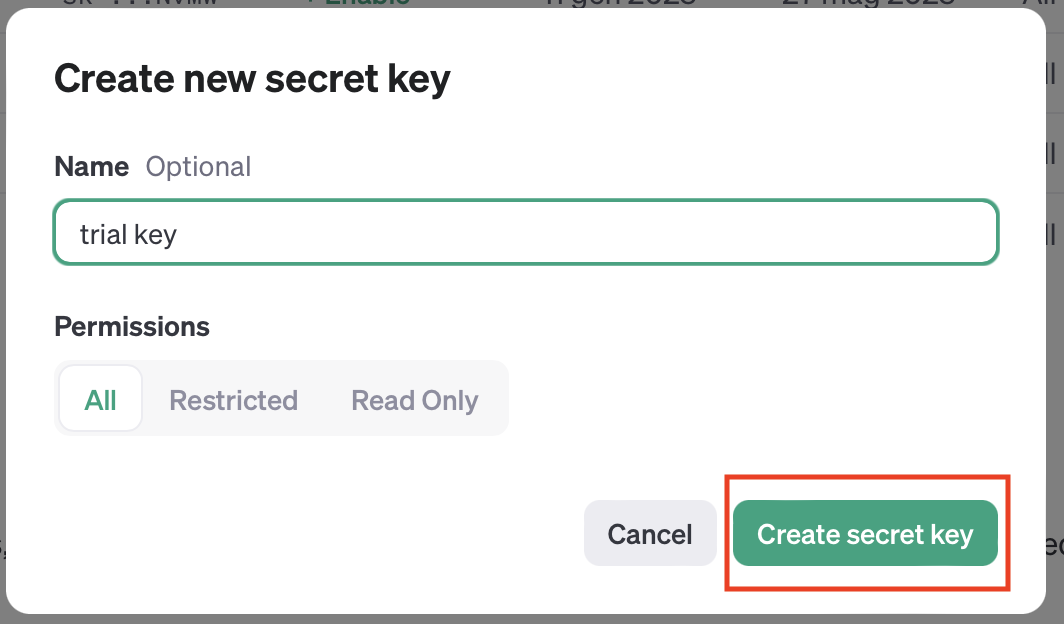 Create new secret key
Name Optional
trial key
Permissions
All Restricted Read Only
Cancel Create secret key